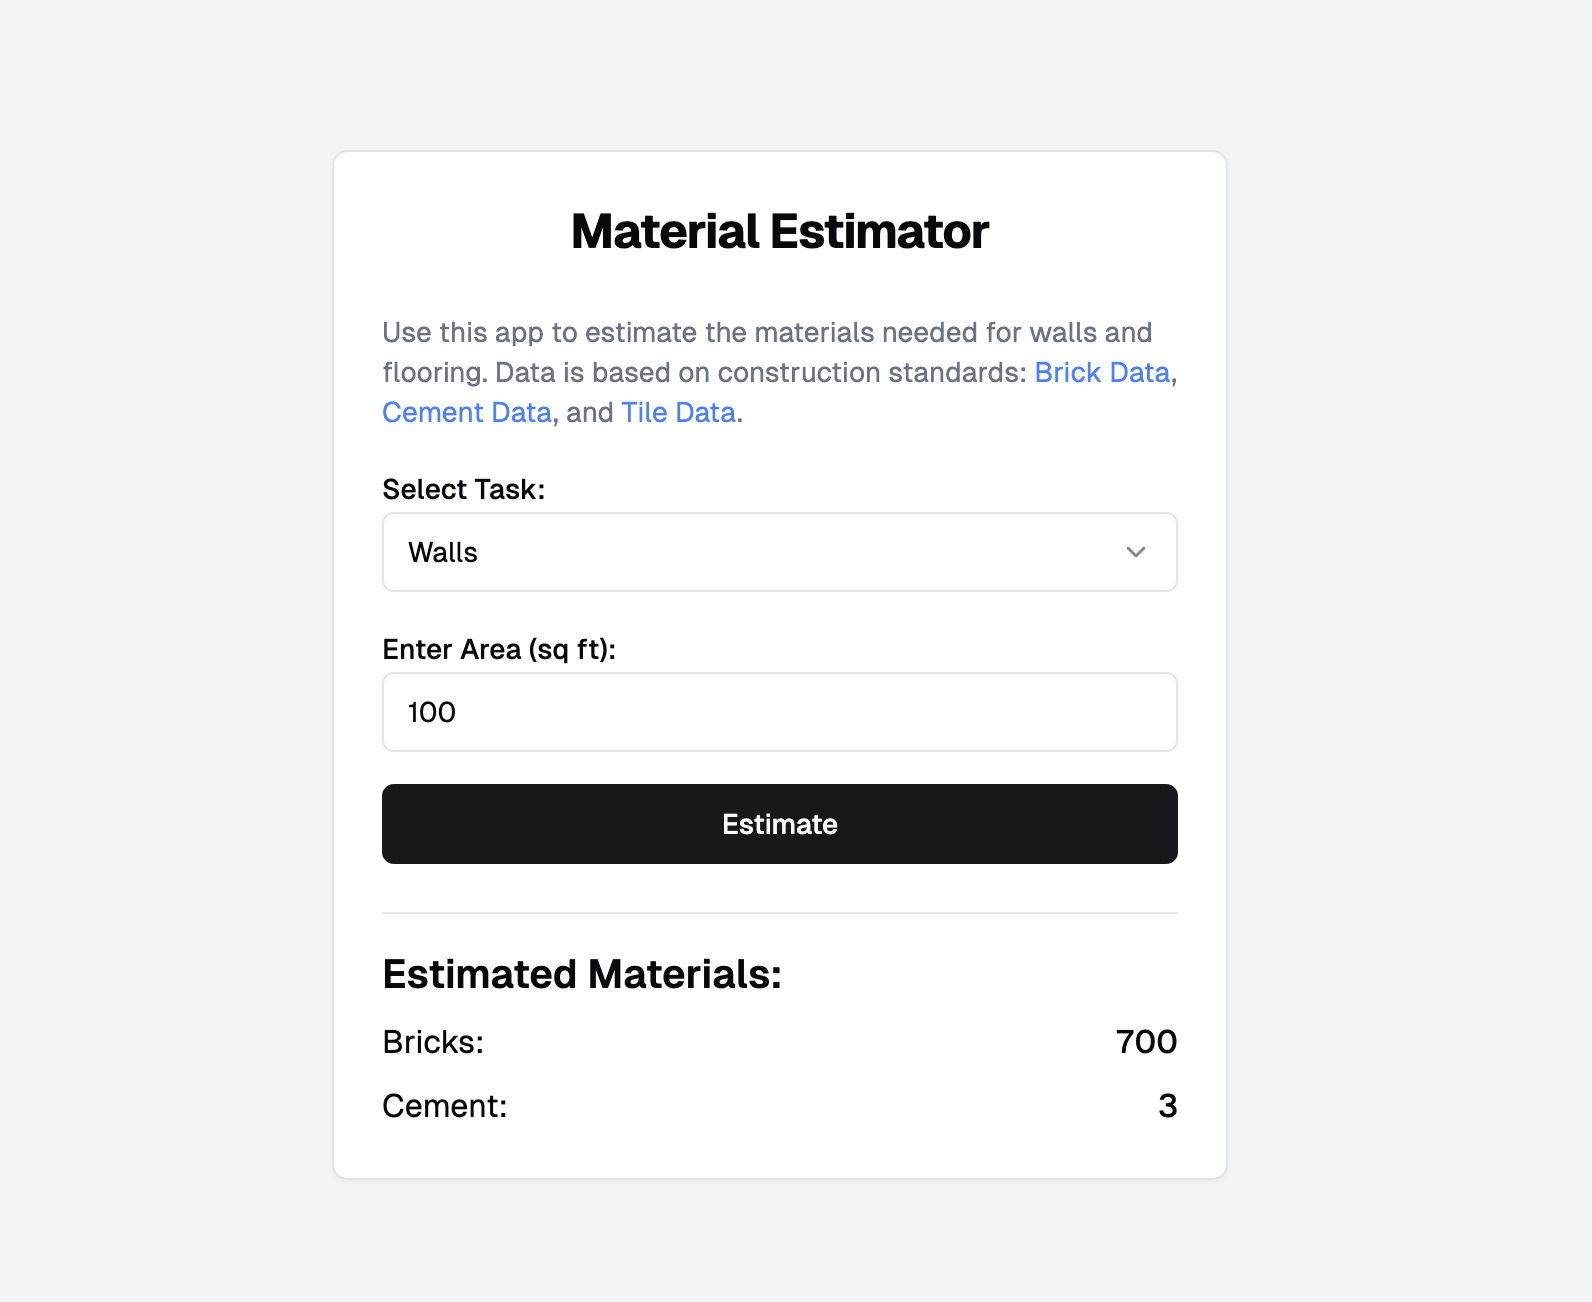 Material Estimator
Use this app to estimate the materials needed for walls and
flooring. Data is based on construction standards: Brick Data,
Cement Data, and Tile Data.
Select Task:
Walls
Enter Area (sq ft):
100
Estimate
Estimated Materials:
Bricks: 700
Cement: 3